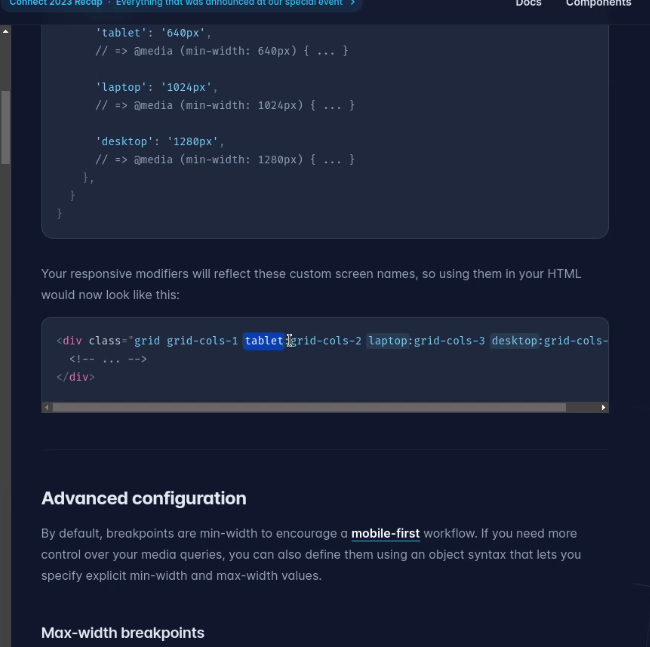 Connect 2023 Recap · Everything that was announced at our special event >
Docs Components
'tablet': '640px',
// => @media (min-width: 640px) { ... }
'laptop': '1024px',
// => @media (min-width: 1024px) { ... }
'desktop': '1280px',
// => @media (min-width: 1280px) { ... }
},
}
}
Your responsive modifiers will reflect these custom screen names, so using them in your HTML
would now look like this:
<div class="grid grid-cols-1 tablet:grid-cols-2 laptop:grid-cols-3 desktop:grid-cols-
<!-- ... -->
</div>
Advanced configuration
By default, breakpoints are min-width to encourage a mobile-first workflow. If you need more
control over your media queries, you can also define them using an object syntax that lets you
specify explicit min-width and max-width values.
Max-width breakpoints